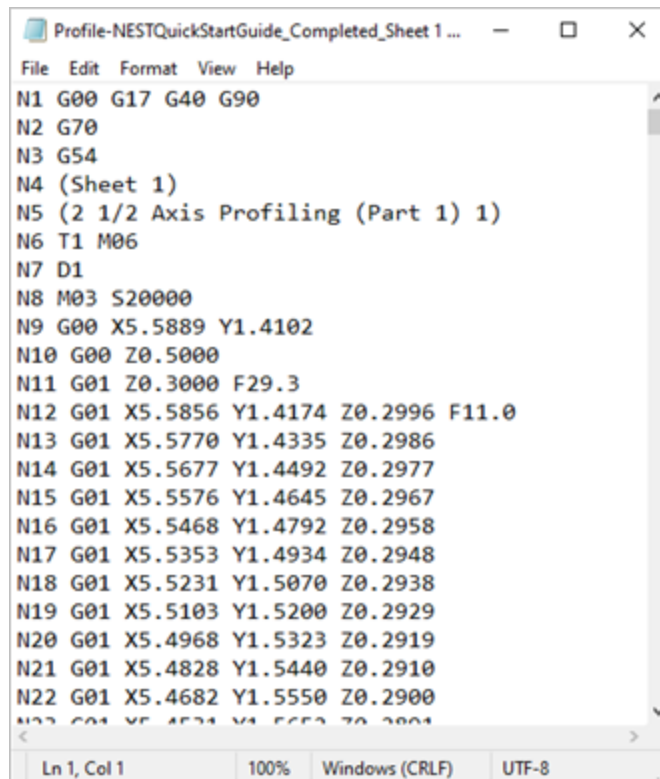 Profile-NESTQuickStartGuide_Completed_Sheet 1 ...
File Edit Format View Help
N1 G00 G17 G40 G90
N2 G70
N3 G54
N4 (Sheet 1)
N5 (2 1/2 Axis Profiling (Part 1) 1)
N6 T1 M06
N7 D1
N8 M03 S20000
N9 G00 X5.5889 Y1.4102
N10 G00 Z0.5000
N11 G01 Z0.3000 F29.3
N12 G01 X5.5856 Y1.4174 Z0.2996 F11.0
N13 G01 X5.5770 Y1.4335 Z0.2986
N14 G01 X5.5677 Y1.4492 Z0.2977
N15 G01 X5.5576 Y1.4645 Z0.2967
N16 G01 X5.5468 Y1.4792 Z0.2958
N17 G01 X5.5353 Y1.4934 Z0.2948
N18 G01 X5.5231 Y1.5070 Z0.2938
N19 G01 X5.5103 Y1.5200 Z0.2929
N20 G01 X5.4968 Y1.5323 Z0.2919
N21 G01 X5.4828 Y1.5440 Z0.2910
N22 G01 X5.4682 Y1.5550 Z0.2900
N23 G01 X5.4531 Y1.5652 Z0.2891
Ln 1, Col 1 100% Windows (CRLF) UTF-8